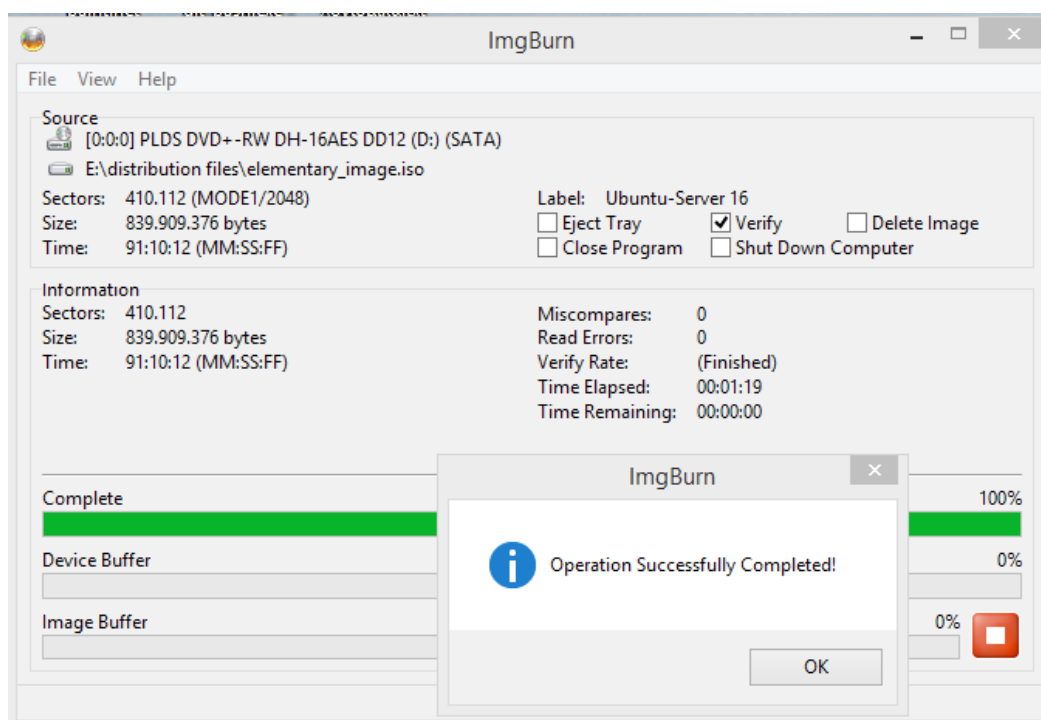 ImgBurn
File View Help
Source
[0:0:0] PLDS DVD+-RW DH-16AES DD12 (D:) (SATA)
E:\distribution files\elementary_image.iso
Sectors: 410.112 (MODE1/2048) Label: Ubuntu-Server 16
Size: 839.909.376 bytes Eject Tray Verify Delete Image
Time: 91:10:12 (MM:SS:FF) Close Program Shut Down Computer
Information
Sectors: 410.112 Miscompares: 0
Size: 839.909.376 bytes Read Errors: 0
Time: 91:10:12 (MM:SS:FF) Verify Rate: (Finished)
Time Elapsed: 00:01:19
Time Remaining: 00:00:00
ImgBurn
Complete 100%
Operation Successfully Completed!
Device Buffer 0%
Image Buffer 0%
OK